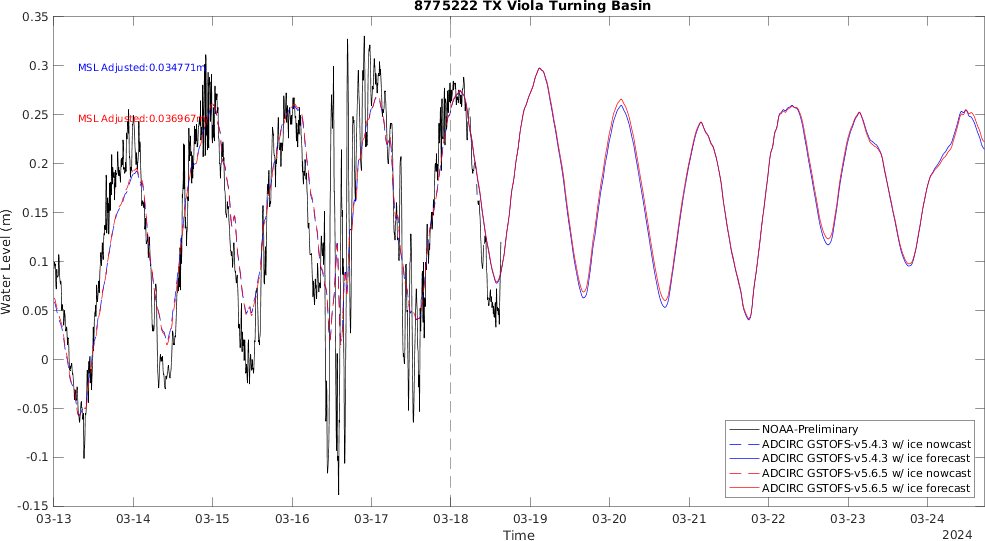 8775222 TX Viola Turning Basin
0.35
0.3
0.25
0.2
0.15
0.1
0.05
0
-0.05
-0.1
-0.15
Water Level (m)
MSL Adjusted:0.034771m
MSL Adjusted:0.036967m
NOAA-Preliminary
ADCIRC GSTOFS-v5.4.3 w/ ice nowcast
ADCIRC GSTOFS-v5.4.3 w/ ice forecast
ADCIRC GSTOFS-v5.6.5 w/ ice nowcast
ADCIRC GSTOFS-v5.6.5 w/ ice forecast
03-13 03-14 03-15 03-16 03-17 03-18 03-19 03-20 03-21 03-22 03-23 03-24
Time
2024